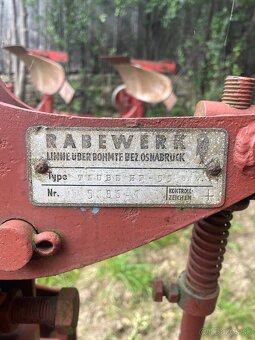 RABEWERK
LINNE ÜBER BOHMTE BEZ. OSNABRÜCK
Type
Nr.
KONTROLL-
ZEICHEN